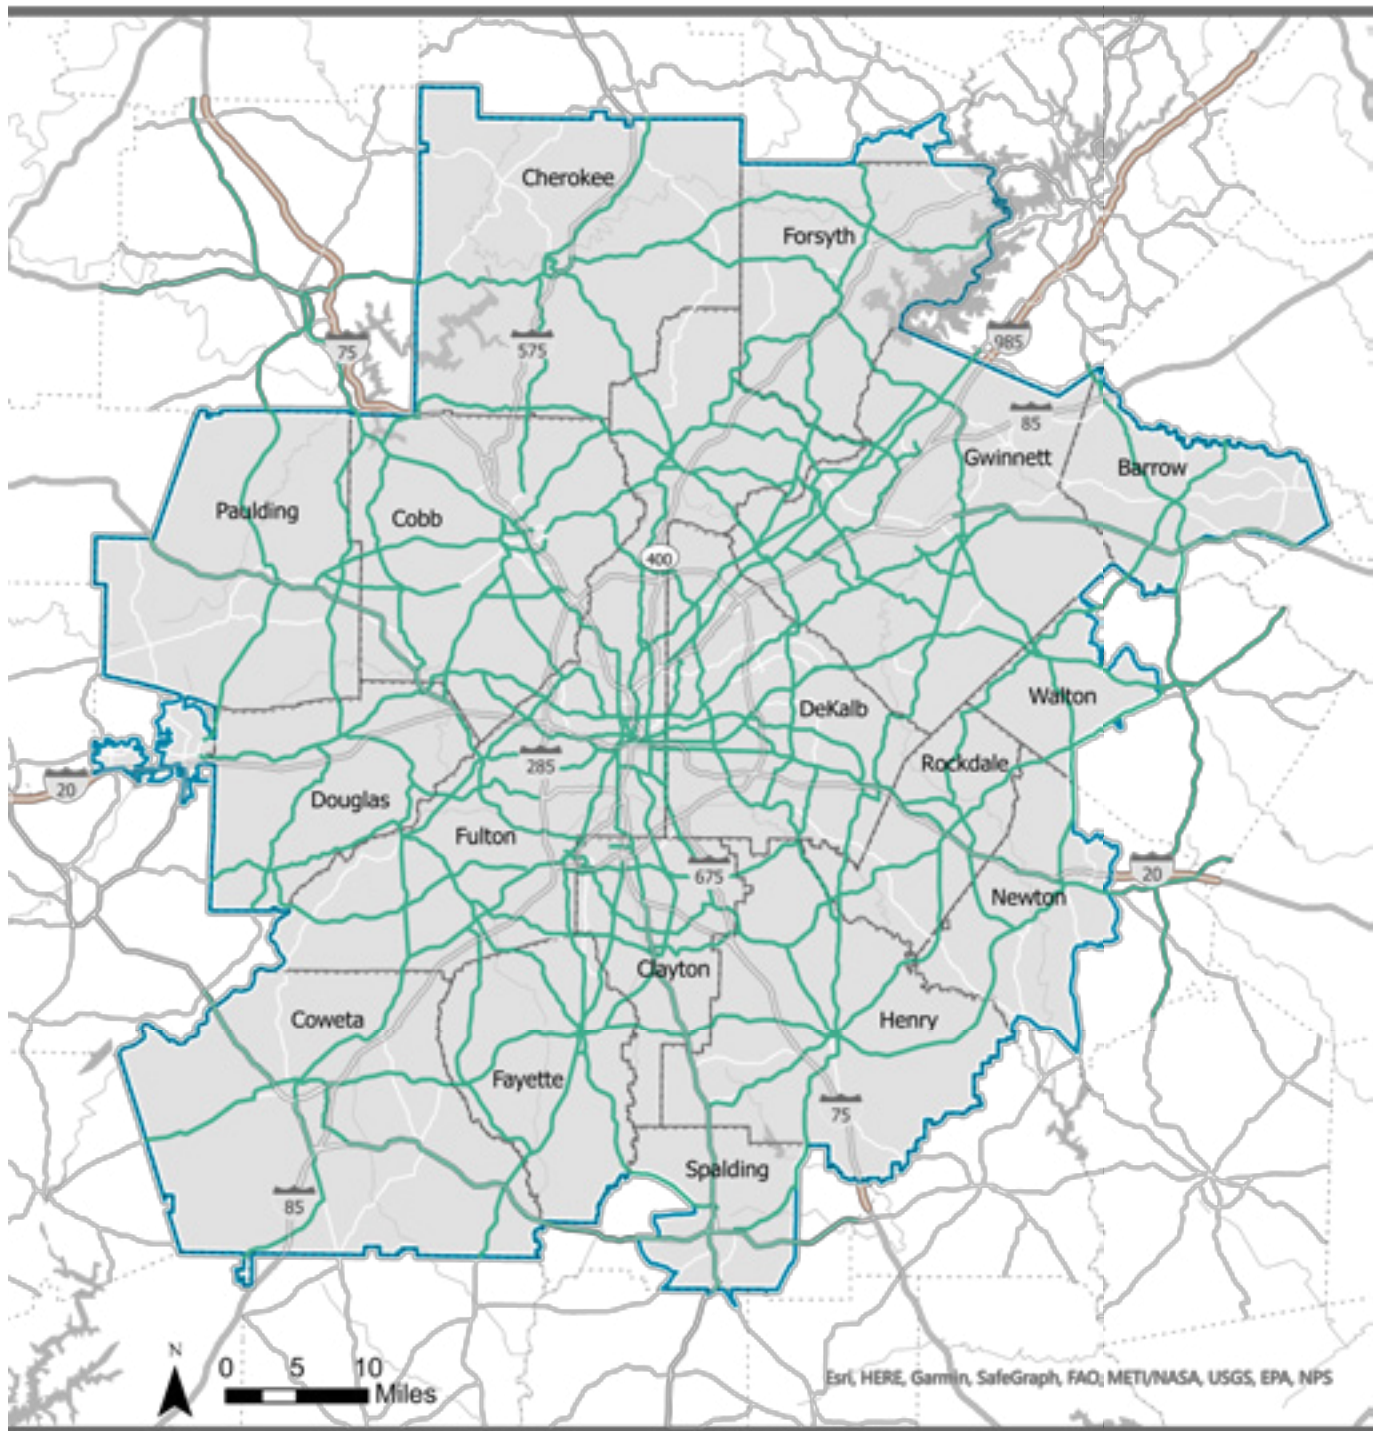 Cherokee
Forsyth
75
575
985
85
Gwinnett
Barrow
Paulding
Cobb
400
DeKalb
Walton
285
Rockdale
20
Douglas
Fulton
675
20
Newton
Clayton
Coweta
Henry
Fayette
75
Spalding
85
N
0 5 10
Miles
Esri, HERE, Garmin, SafeGraph, FAO, METI/NASA, USGS, EPA, NPS